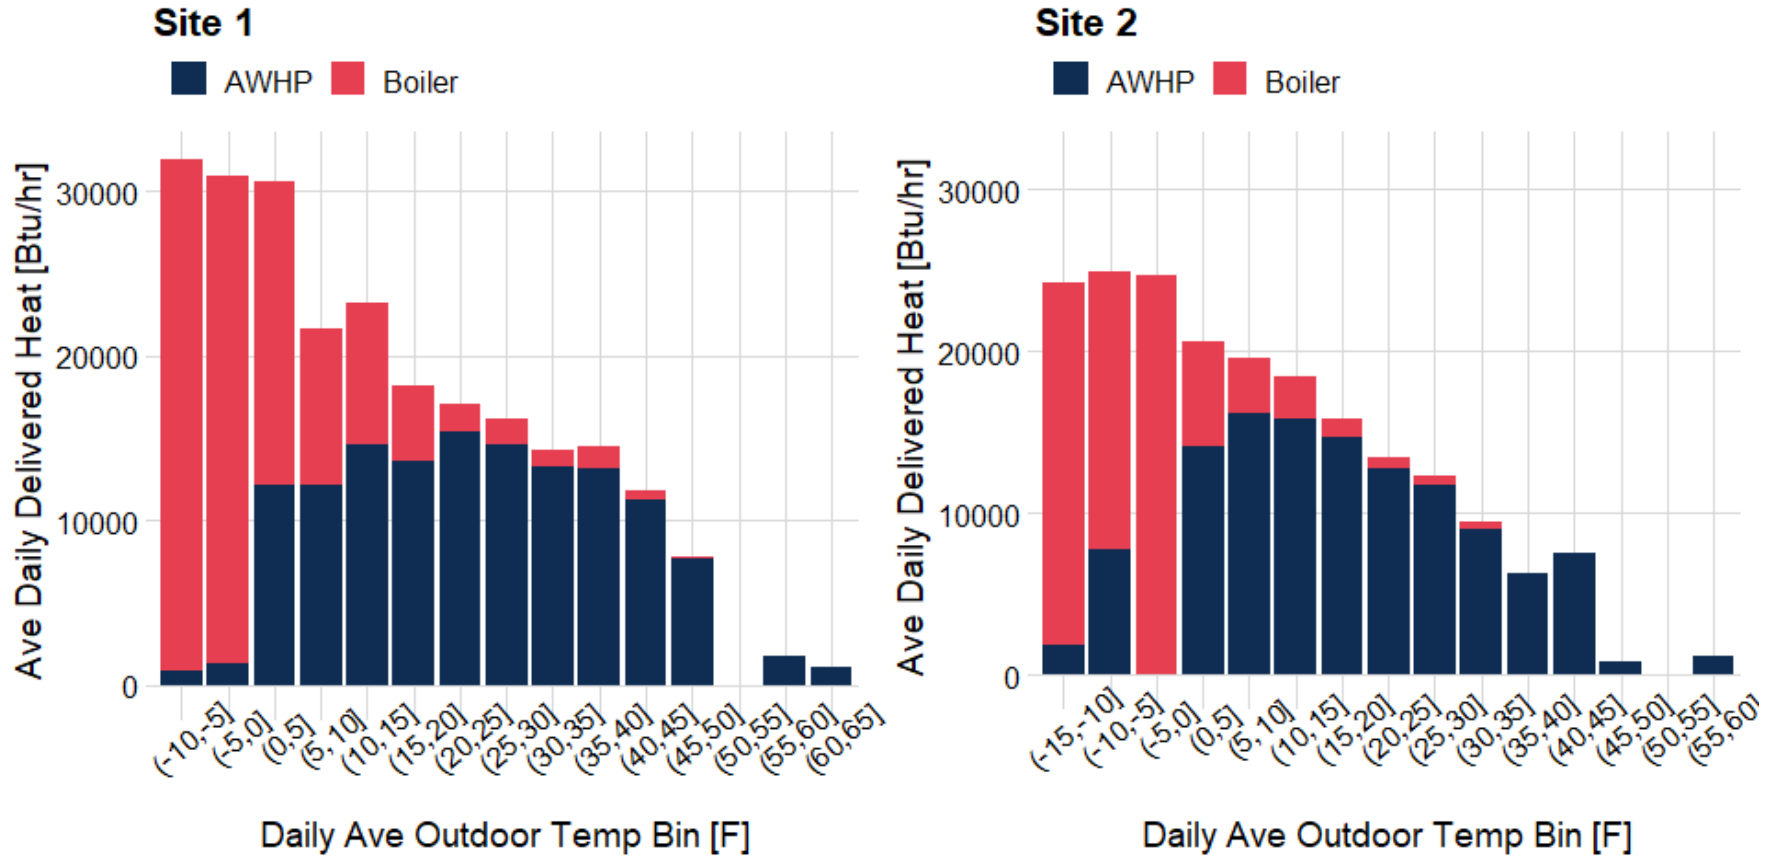 Site 1
AWHP Boiler
Ave Daily Delivered Heat [Btu/hr]
30000
20000
10000
0
(-10,-5] (-5,0] (0,5] (5,10] (10,15] (15,20] (20,25] (25,30] (30,35] (35,40] (40,45] (45,50] (50,55] (55,60] (60,65]
Daily Ave Outdoor Temp Bin [F]
Site 2
AWHP Boiler
Ave Daily Delivered Heat [Btu/hr]
30000
20000
10000
0
(-15,-10] (-10,-5] (-5,0] (0,5] (5,10] (10,15] (15,20] (20,25] (25,30] (30,35] (35,40] (40,45] (45,50] (50,55] (55,60]
Daily Ave Outdoor Temp Bin [F]